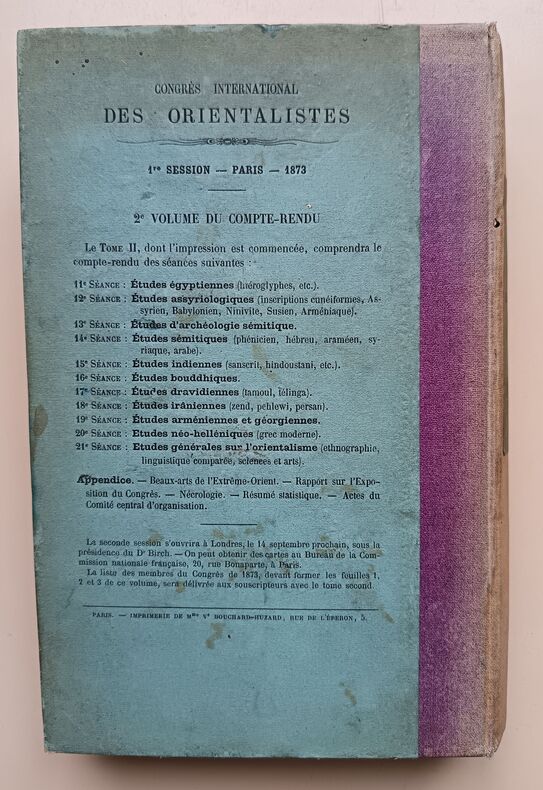 CONGRÈS INTERNATIONAL
DES ORIENTALISTES
1re SESSION — PARIS — 1873
2e VOLUME DU COMPTE-RENDU
Le TOME II, dont l'impression est commencée, comprendra le
compte-rendu des séances suivantes :
11e SÉANCE : Études égyptiennes (hiéroglyphes, etc.).
12e SÉANCE : Études assyriologiques (inscriptions cunéiformes, As-
syrien, Babylonien, Ninivite, Susien, Arméniaque).
13e SÉANCE : Études d'archéologie sémitique.
14e SÉANCE : Études sémitiques (phénicien, hébreu, araméen, sy-
riaque, arabe).
15e SÉANCE : Études indiennes (sanscrit, hindoustani, etc.).
16e SÉANCE : Études bouddhiques.
17e SÉANCE : Études dravidiennes (tamoul, télinga).
18e SÉANCE : Études irâniennes (zend, pehlewi, persan).
19e SÉANCE : Études arméniennes et géorgiennes.
20e SÉANCE : Etudes néo-helléniques (grec moderne).
21e SÉANCE : Etudes générales sur l'orientalisme (ethnographie,
linguistique comparée, sciences et arts).
Appendice. — Beaux-arts de l'Extrême-Orient. — Rapport sur l'Expo-
sition du Congrès. — Nécrologie. — Résumé statistique. — Actes du
Comité central d'organisation.
La seconde session s'ouvrira à Londres, le 14 septembre prochain, sous la
présidence du Dr Birch. — On peut obtenir des cartes au Bureau de la Com-
mission nationale française, 20, rue Bonaparte, à Paris.
La liste des membres du Congrès de 1873, devant former les feuilles 1,
2 et 3 de ce volume, sera délivrée aux souscripteurs avec le tome second.
PARIS. — IMPRIMERIE DE Mme Ve BOUCHARD-HUZARD, RUE DE L'ÉPERON, 5.